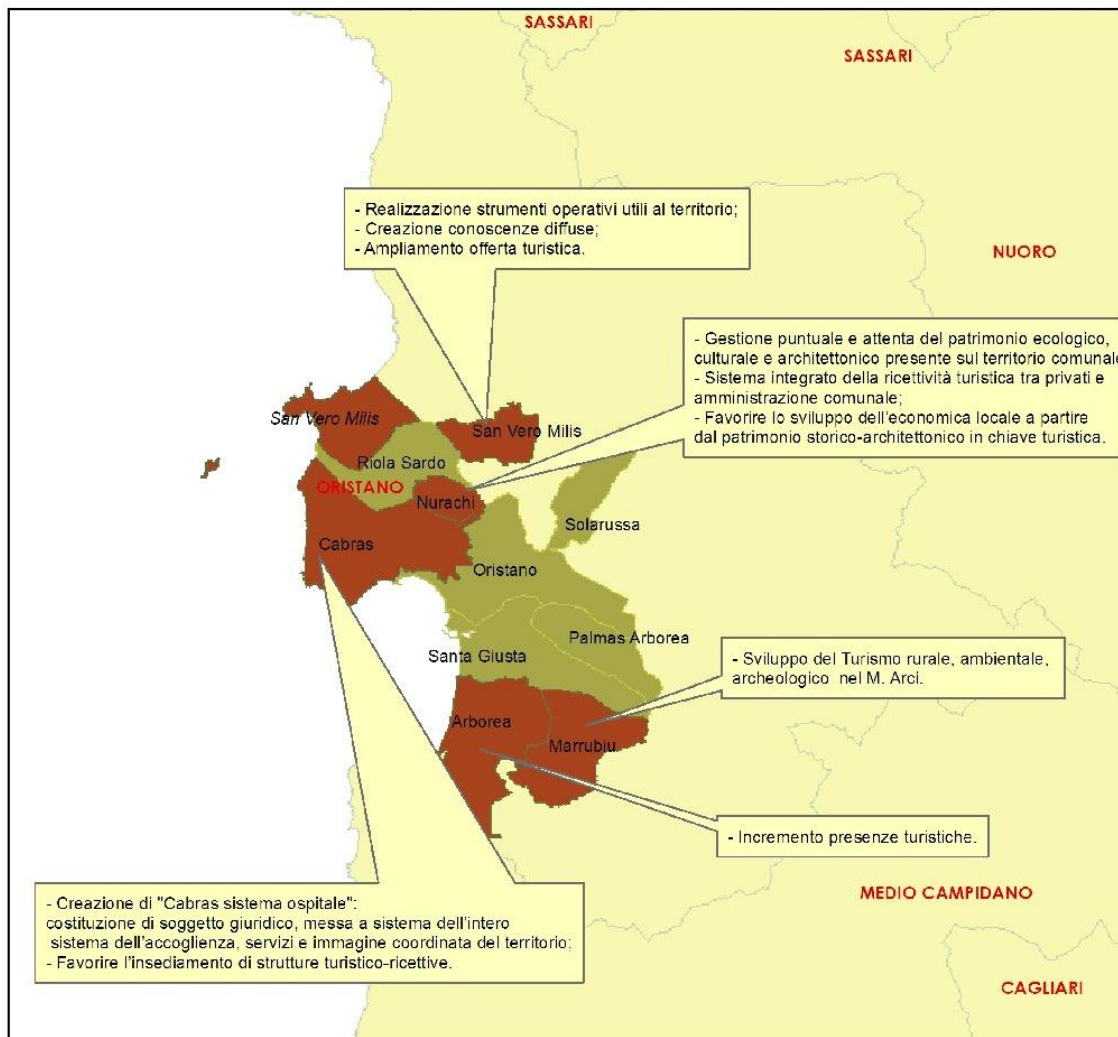 SASSARI
SASSARI
- Realizzazione strumenti operativi utili al territorio;
- Creazione conoscenze diffuse;
- Ampliamento offerta turistica.
NUORO
- Gestione puntuale e attenta del patrimonio ecologico,
culturale e architettonico presente sul territorio comunale
- Sistema integrato della ricettività turistica tra privati e
amministrazione comunale;
- Favorire lo sviluppo dell'economica locale a partire
dal patrimonio storico-architettonico in chiave turistica.
San Vero Milis
San Vero Milis
Riola Sardo
ORISTANO
Nurachi
Solarussa
Cabras
Oristano
Palmas Arborea
Santa Giusta
- Sviluppo del Turismo rurale, ambientale,
archeologico nel M. Arci.
Arborea
Marrubiu
- Incremento presenze turistiche.
MEDIO CAMPIDANO
- Creazione di "Cabras sistema ospitale":
costituzione di soggetto giuridico, messa a sistema dell'intero
sistema dell'accoglienza, servizi e immagine coordinata del territorio;
- Favorire l'insediamento di strutture turistico-ricettive.
CAGLIARI